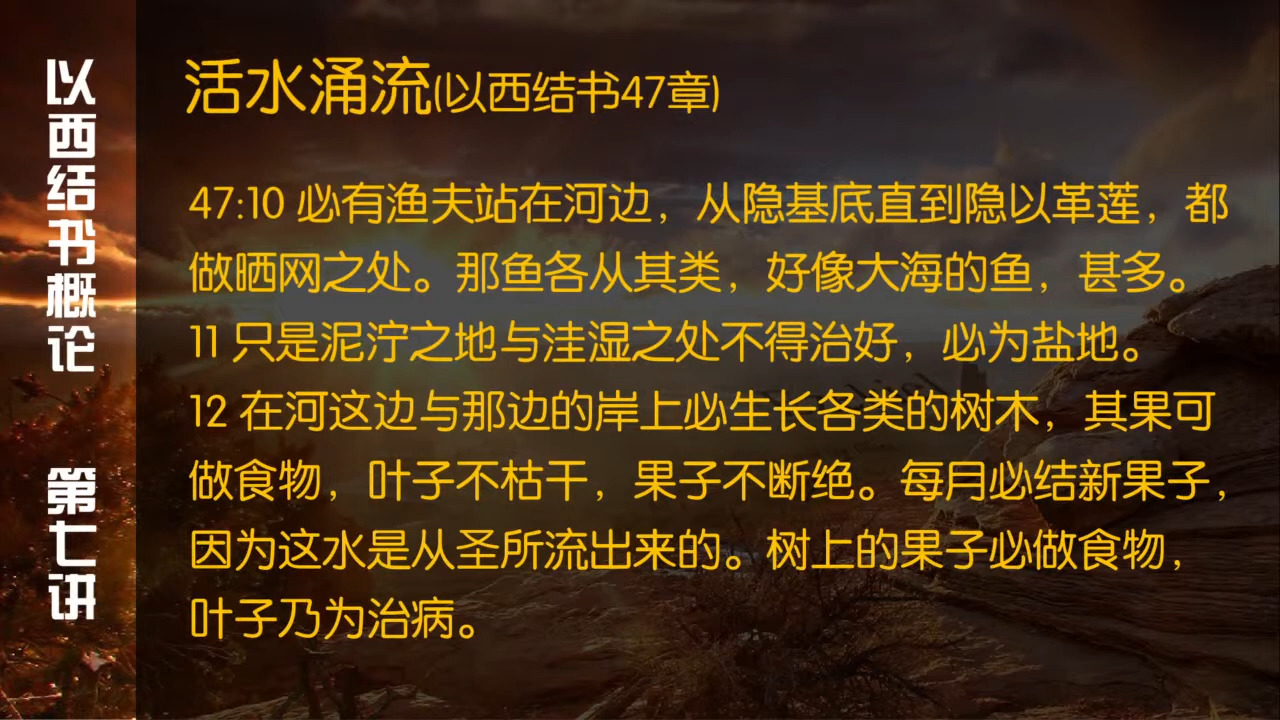 以西结书概论 第七讲
活水涌流(以西结书47章)
47:10 必有渔夫站在河边，从隐基底直到隐以革莲，都
做晒网之处。那鱼各从其类，好像大海的鱼，甚多。
11 只是泥泞之地与洼湿之处不得治好，必为盐地。
12 在河这边与那边的岸上必生长各类的树木，其果可
做食物，叶子不枯干，果子不断绝。每月必结新果子，
因为这水是从圣所流出来的。树上的果子必做食物，
叶子乃为治病。